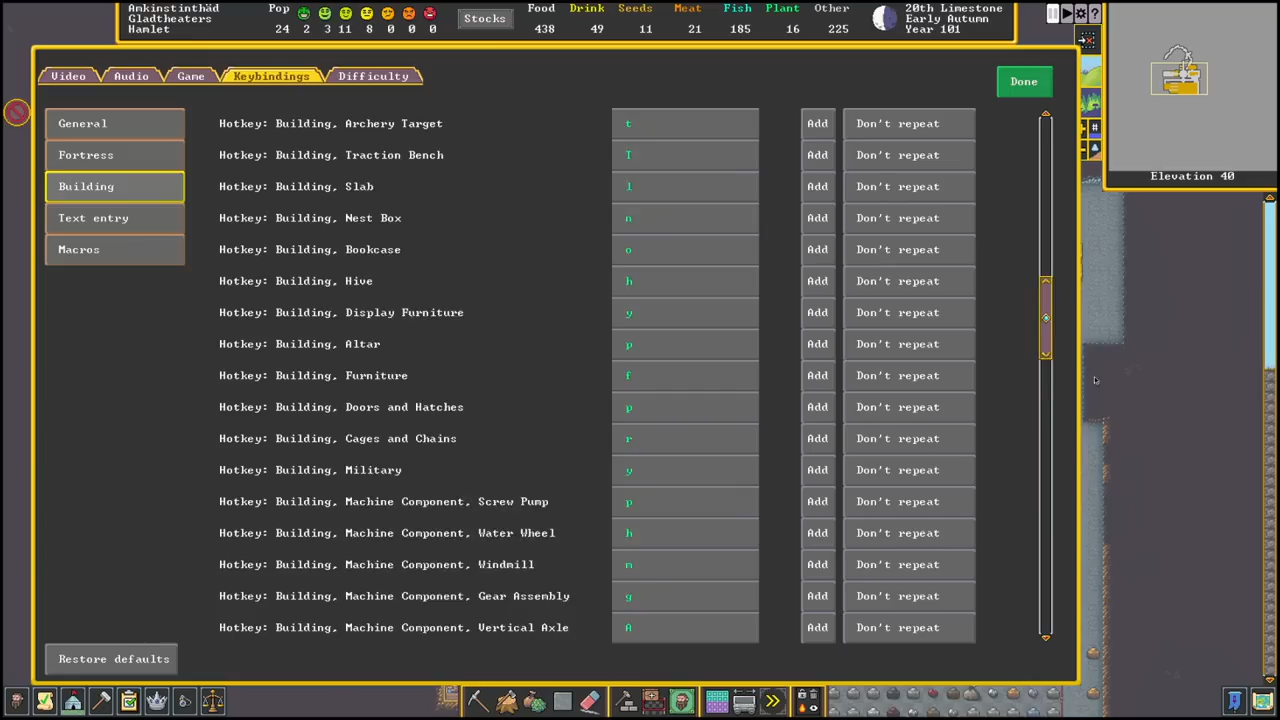 Amkinstinthäd
Gladtheaters
Hamlet
Pop
24 2 3 11 8 0 0 0
Stocks
Food Drink Seeds Meat Fish Plant Other
438 49 11 21 185 16 225
20th Limestone
Early Autumn
Year 101
?
Elevation 40
Video Audio Game Keybindings Difficulty
Done
General
Fortress
Building
Text entry
Macros
Hotkey: Building, Archery Target t Add Don't repeat
Hotkey: Building, Traction Bench T Add Don't repeat
Hotkey: Building, Slab l Add Don't repeat
Hotkey: Building, Nest Box n Add Don't repeat
Hotkey: Building, Bookcase o Add Don't repeat
Hotkey: Building, Hive h Add Don't repeat
Hotkey: Building, Display Furniture y Add Don't repeat
Hotkey: Building, Altar p Add Don't repeat
Hotkey: Building, Furniture f Add Don't repeat
Hotkey: Building, Doors and Hatches p Add Don't repeat
Hotkey: Building, Cages and Chains r Add Don't repeat
Hotkey: Building, Military y Add Don't repeat
Hotkey: Building, Machine Component, Screw Pump p Add Don't repeat
Hotkey: Building, Machine Component, Water Wheel h Add Don't repeat
Hotkey: Building, Machine Component, Windmill m Add Don't repeat
Hotkey: Building, Machine Component, Gear Assembly g Add Don't repeat
Hotkey: Building, Machine Component, Vertical Axle A Add Don't repeat
Restore defaults